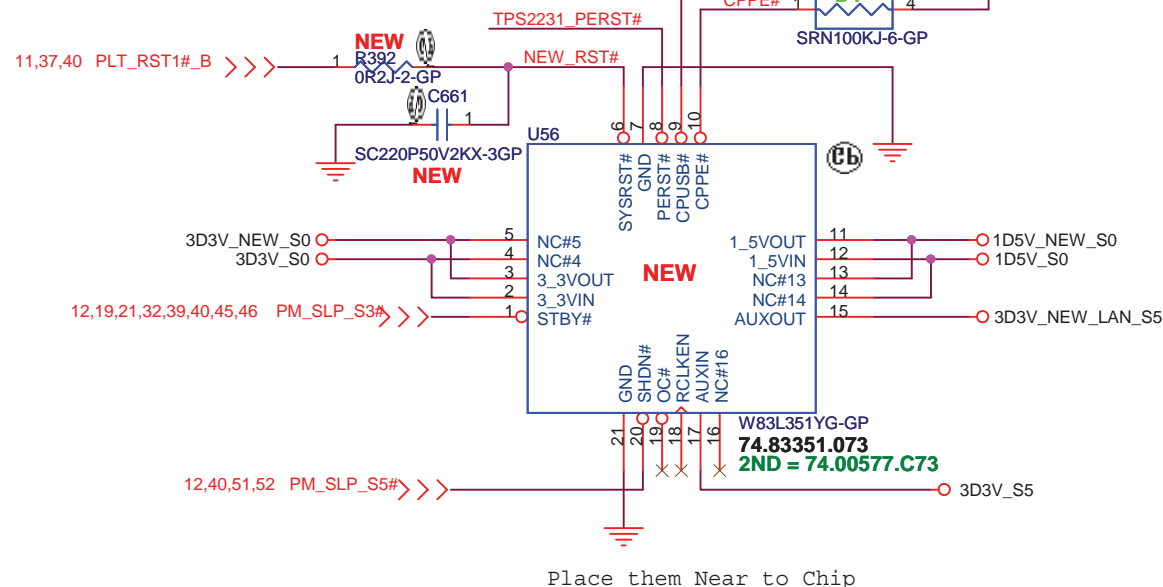 CPPE# 1 4
TPS2231_PERST#
SRN100KJ-6-GP
NEW
R392
11,37,40 PLT_RST1#_B 1
0R2J-2-GP
NEW_RST#
C661
1
SC220P50V2KX-3GP
NEW
U56
6 7 8 9 10
SYSRST# GND PERST# CPUSB# CPPE#
3D3V_NEW_S0 5 NC#5
3D3V_S0 4 NC#4
3 3_3VOUT
2 3_3VIN
12,19,21,32,39,40,45,46 PM_SLP_S3# 1 STBY#
NEW
1_5VOUT 11 1D5V_NEW_S0
1_5VIN 12 1D5V_S0
NC#13 13
NC#14 14
AUXOUT 15 3D3V_NEW_LAN_S5
GND SHDN# OC# RCLKEN AUXIN NC#16
21 20 19 18 17 16
W83L351YG-GP
74.83351.073
2ND = 74.00577.C73
12,40,51,52 PM_SLP_S5#
3D3V_S5
Place them Near to Chip